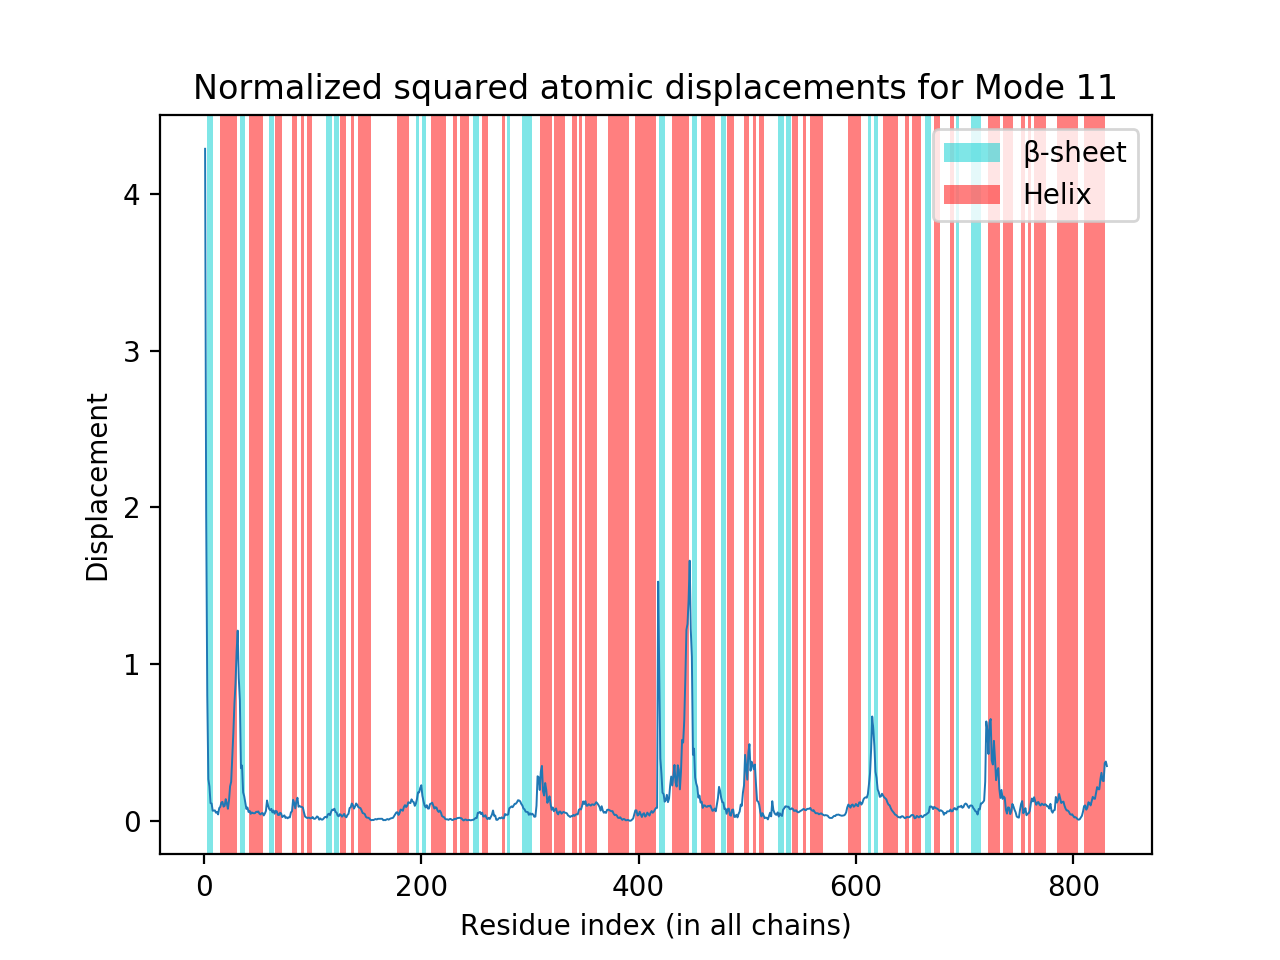 Normalized squared atomic displacements for Mode 11
β-sheet
Helix
4
3
2
1
0
Displacement
0
200
400
600
800
Residue index (in all chains)